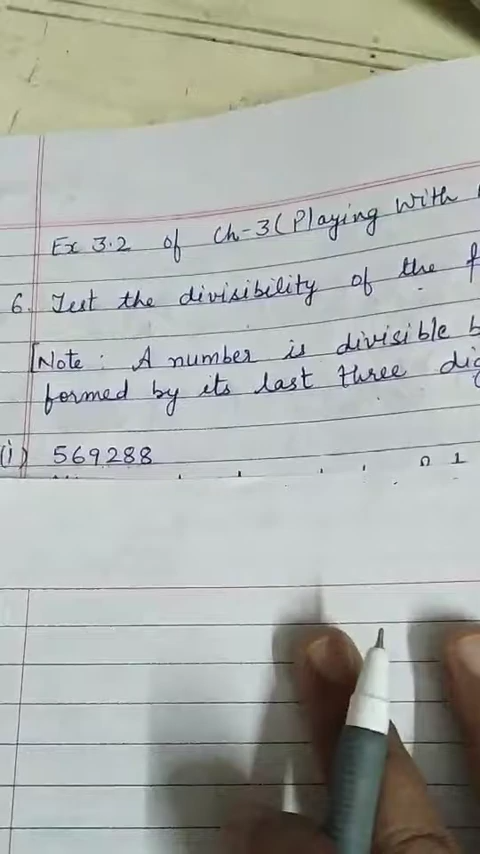 Ex 3.2 of Ch-3 (Playing With
6. Test the divisibility of the
[Note: A number is divisible
formed by its last three
(i) 569288